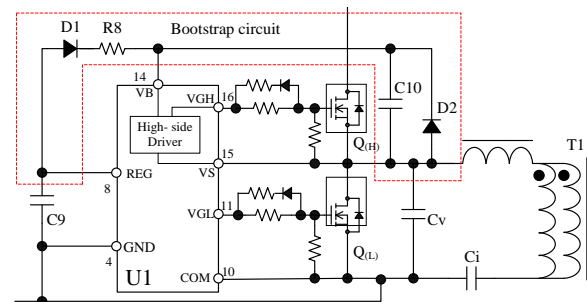 D1
R8
Bootstrap circuit
14
VB
VGH
16
C10
D2
High- side
Driver
Q(H)
T1
15
VS
REG
8
11
VGL
C9
Cv
GND
4
Q(L)
Ci
U1
COM
10